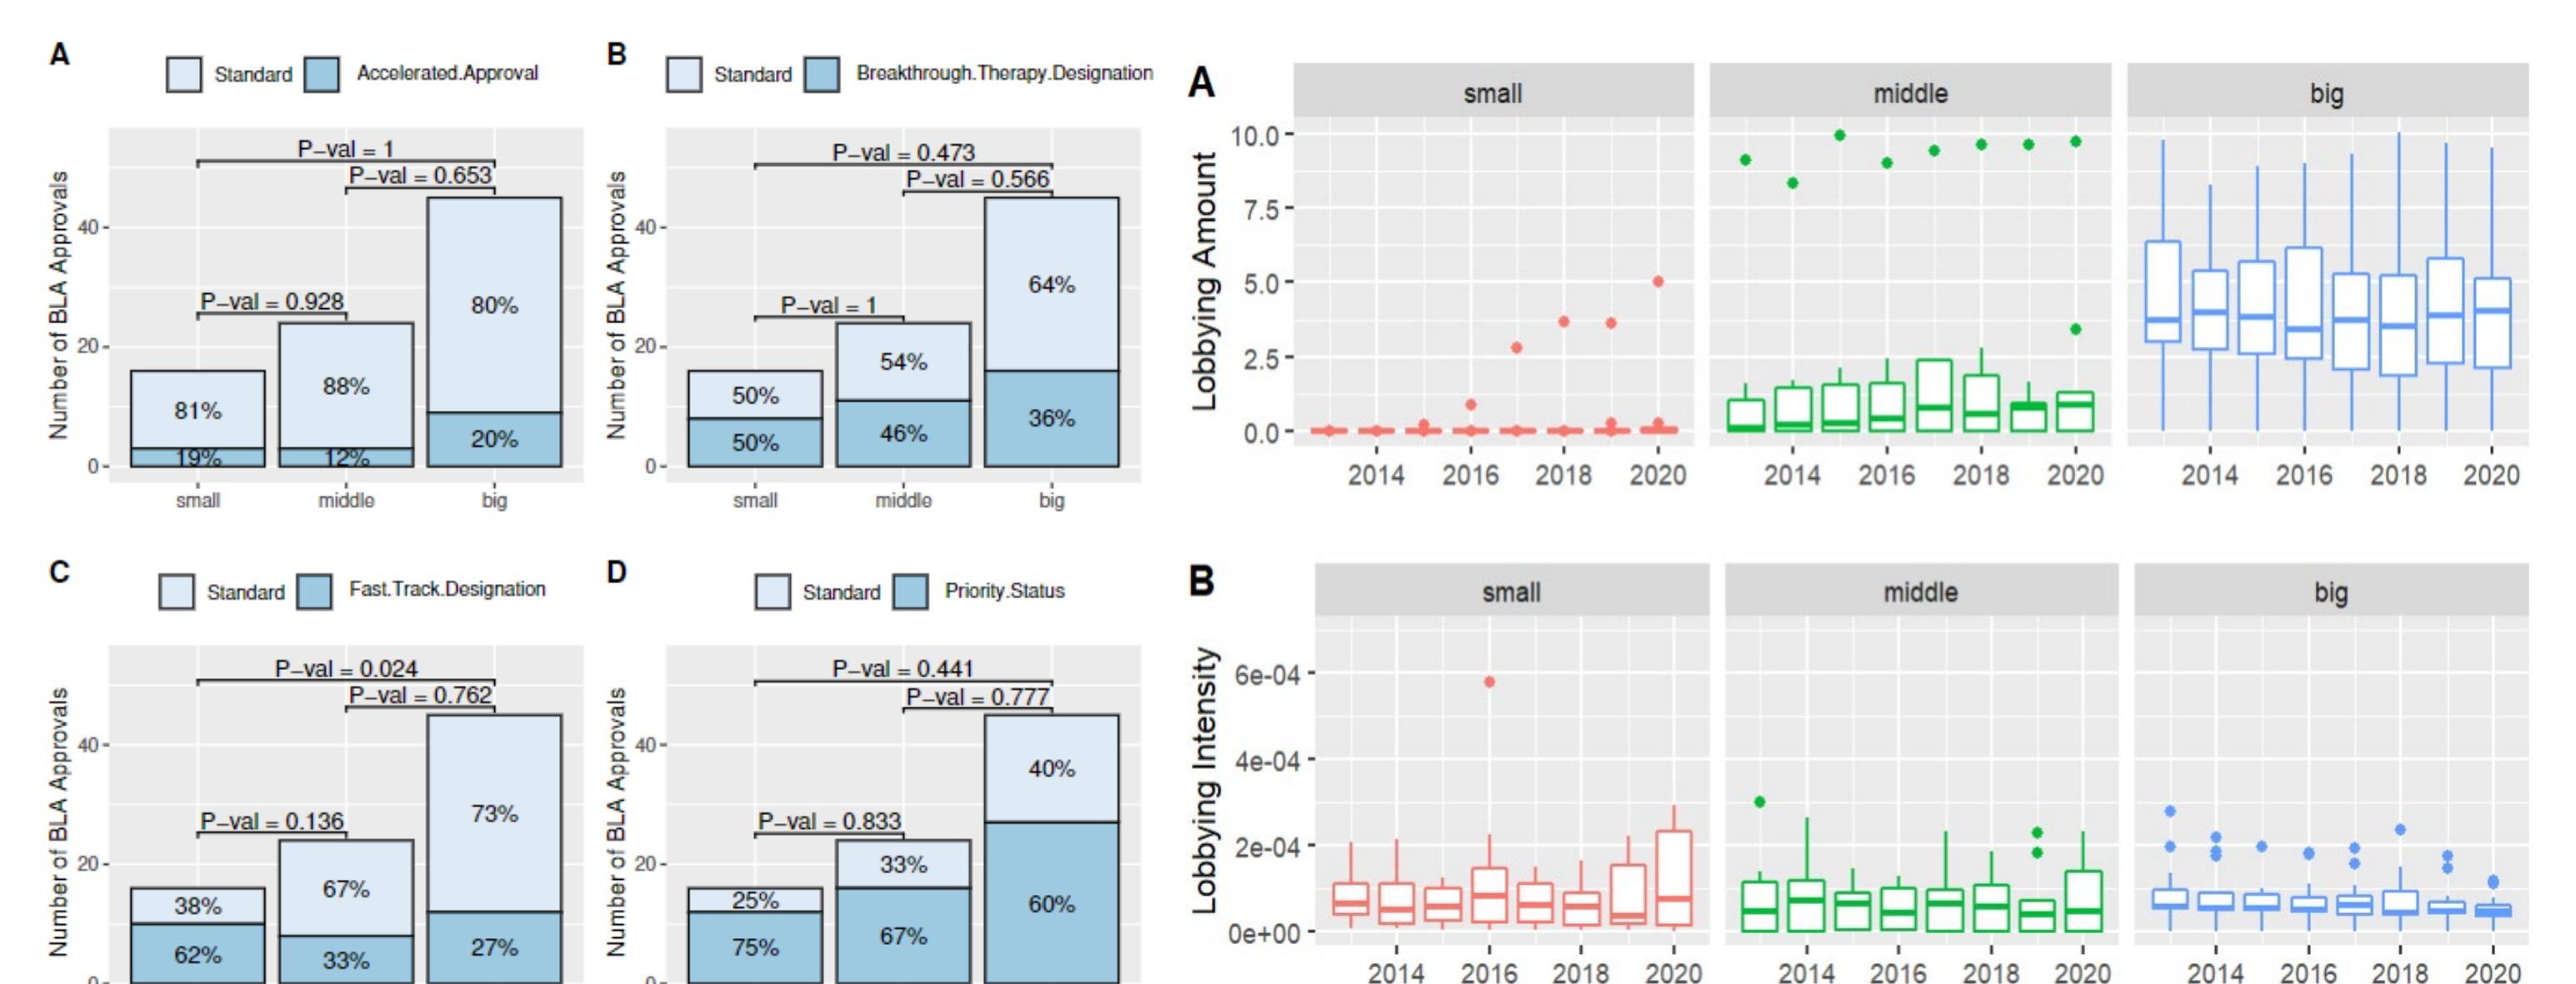 A
Standard Accelerated.Approval
Number of BLA Approvals
P-val = 1
P-val = 0.653
P-val = 0.928
40
20
0
81%
19%
88%
12%
80%
20%
small middle big
B
Standard Breakthrough.Therapy.Designation
Number of BLA Approvals
P-val = 0.473
P-val = 0.566
P-val = 1
40
20
0
50%
50%
54%
46%
64%
36%
small middle big
C
Standard Fast.Track.Designation
Number of BLA Approvals
P-val = 0.024
P-val = 0.762
P-val = 0.136
40
20
38%
62%
67%
33%
73%
27%
D
Standard Priority.Status
Number of BLA Approvals
P-val = 0.441
P-val = 0.777
P-val = 0.833
40
20
25%
75%
33%
67%
40%
60%
A
small middle big
Lobbying Amount
10.0
7.5
5.0
2.5
0.0
2014 2016 2018 2020 2014 2016 2018 2020 2014 2016 2018 2020
B
small middle big
Lobbying Intensity
6e-04
4e-04
2e-04
0e+00
2014 2016 2018 2020 2014 2016 2018 2020 2014 2016 2018 2020